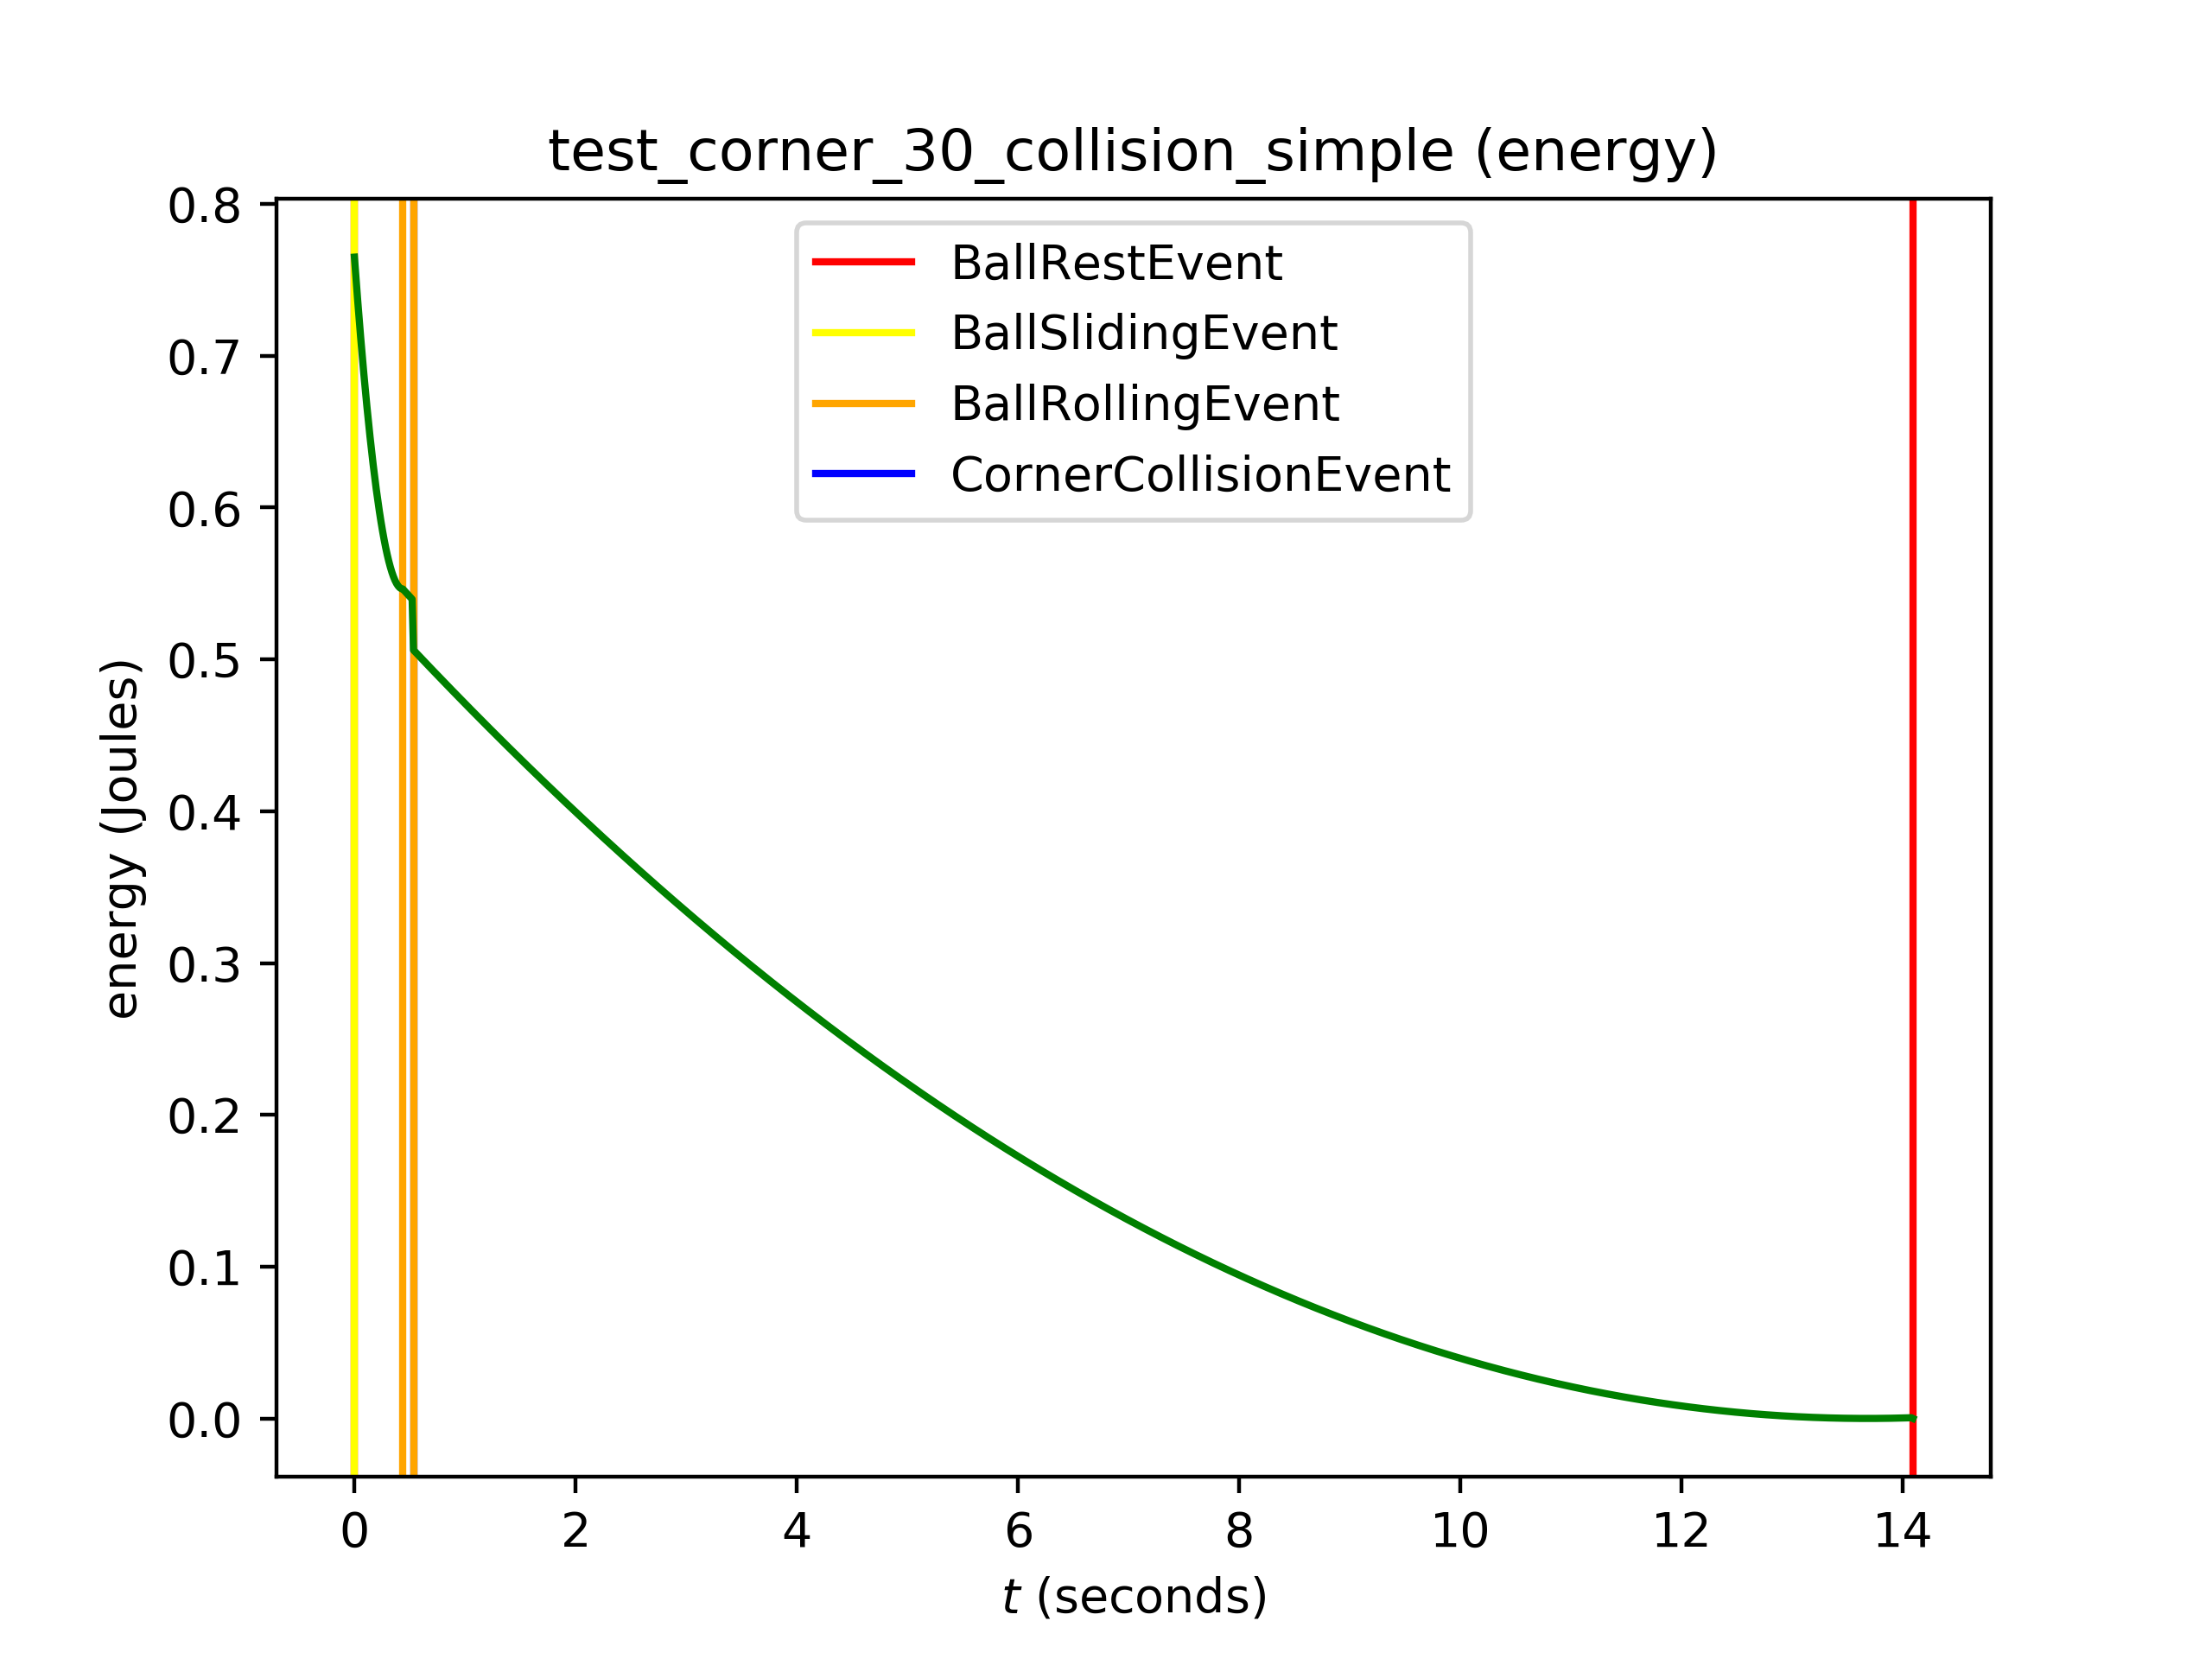 test_corner_30_collision_simple (energy)
BallRestEvent
BallSlidingEvent
BallRollingEvent
CornerCollisionEvent
energy (Joules)
0.8
0.7
0.6
0.5
0.4
0.3
0.2
0.1
0.0
0 2 4 6 8 10 12 14
t (seconds)